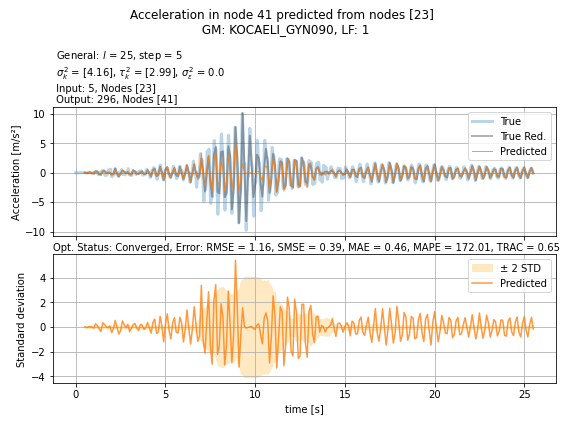 Acceleration in node 41 predicted from nodes [23]
GM: KOCAELI_GYN090, LF: 1
General: l = 25, step = 5
σ²ₖ = [4.16], τ²ₖ = [2.99], σ²ε = 0.0
Input: 5, Nodes [23]
Output: 296, Nodes [41]
Acceleration [m/s²]
10
5
0
−5
−10
True
True Red.
Predicted
Opt. Status: Converged, Error: RMSE = 1.16, SMSE = 0.39, MAE = 0.46, MAPE = 172.01, TRAC = 0.65
Standard deviation
4
2
0
−2
−4
± 2 STD
Predicted
0 5 10 15 20 25
time [s]